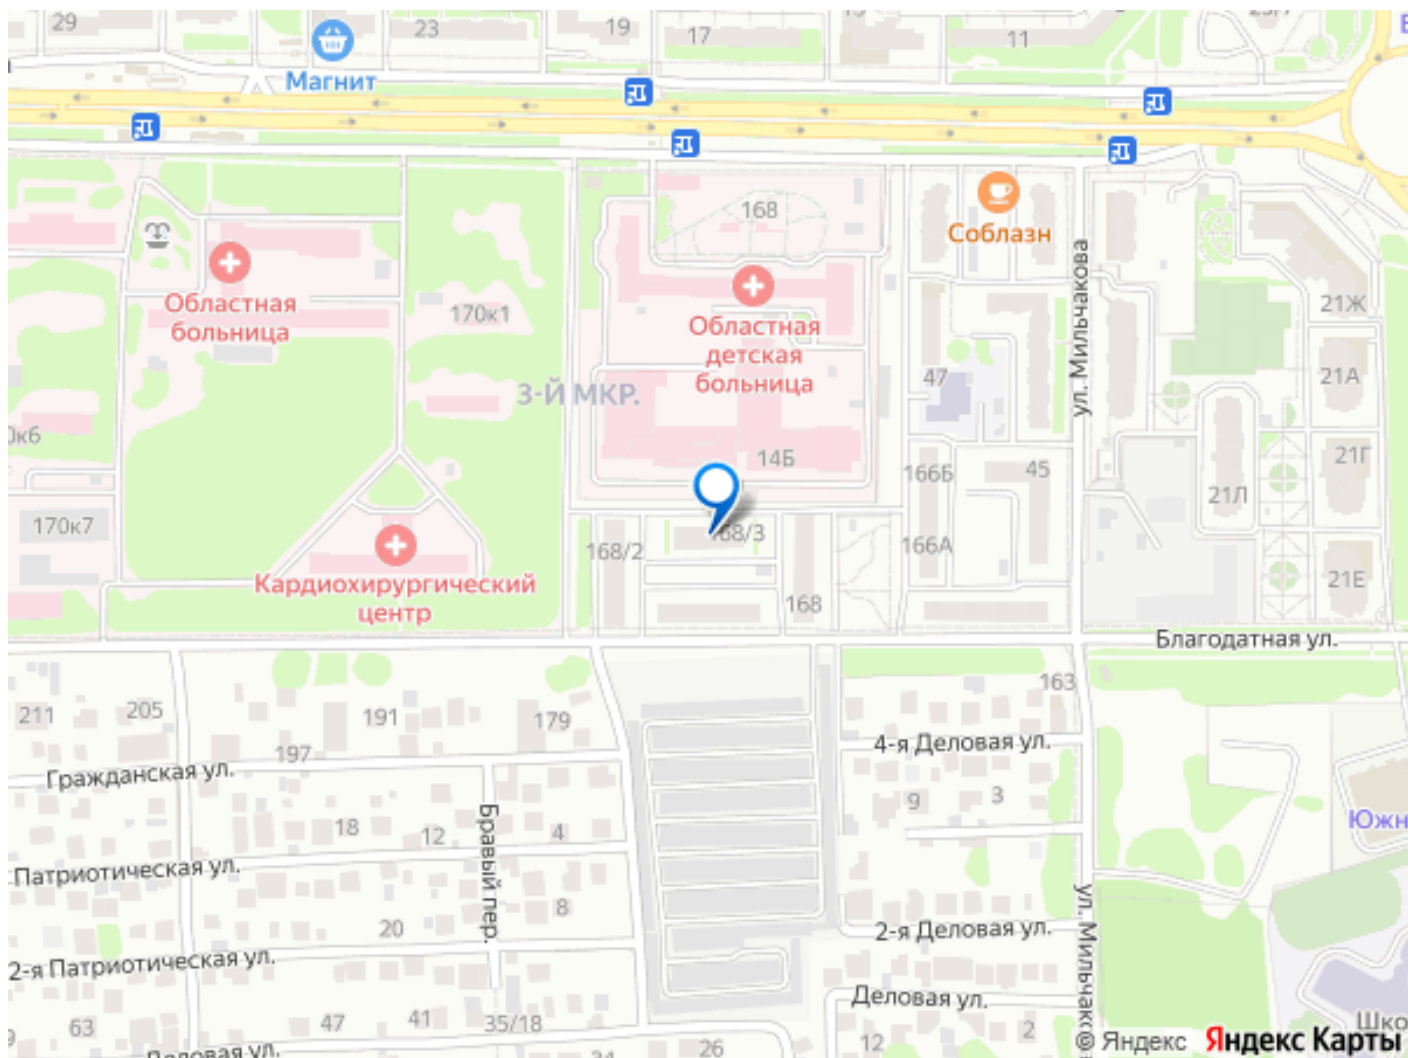 29
23
19
17
11
Магнит
168
Соблазн
Областная
больница
170к1
Областная
детская
больница
ул. Мильчакова
21Ж
21А
47
3-Й МКР.
14Б
166Б
45
21Г
21Л
170к7
168/2
168/3
166А
21Е
Кардиохирургический
центр
168
Благодатная ул.
211
205
191
179
163
197
4-я Деловая ул.
Гражданская ул.
9
3
Бравый пер.
18
12
4
Патриотическая ул.
8
20
2-я Деловая ул.
2-я Патриотическая ул.
Деловая ул.
63
47
41
35/18
26
12
2
© Яндекс Яндекс Карты